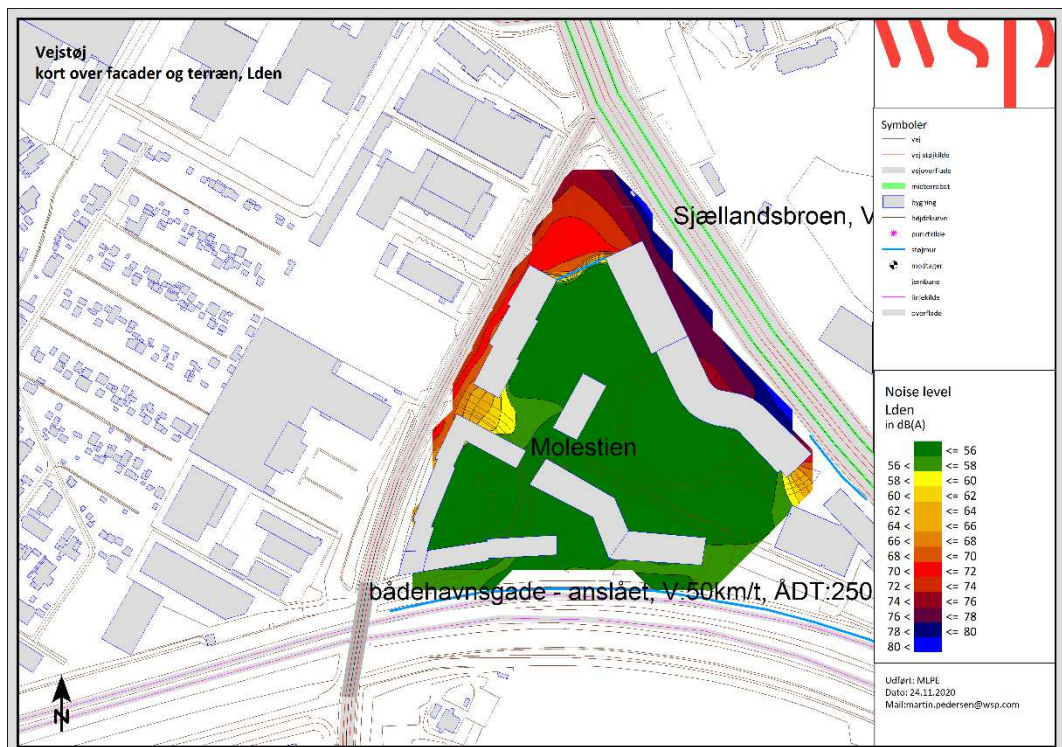 Vejstøj
kort over facader og terræn, Lden
wsp
Sjællandsbroen, V
Molestien
bådehavnsgade - anslået, V:50km/t, ÅDT:250
N
Symboler
vej
vej støjkilde
vejoverflade
midterrabat
bygning
højdekurve
punktkilde
støjmur
modtager
jernbane
linjekilde
overflade
Noise level
Lden
in dB(A)
<= 56
56 < <= 58
58 < <= 60
60 < <= 62
62 < <= 64
64 < <= 66
66 < <= 68
68 < <= 70
70 < <= 72
72 < <= 74
74 < <= 76
76 < <= 78
78 < <= 80
80 <
Udført: MLPE
Dato: 24.11.2020
Mail:martin.pedersen@wsp.com